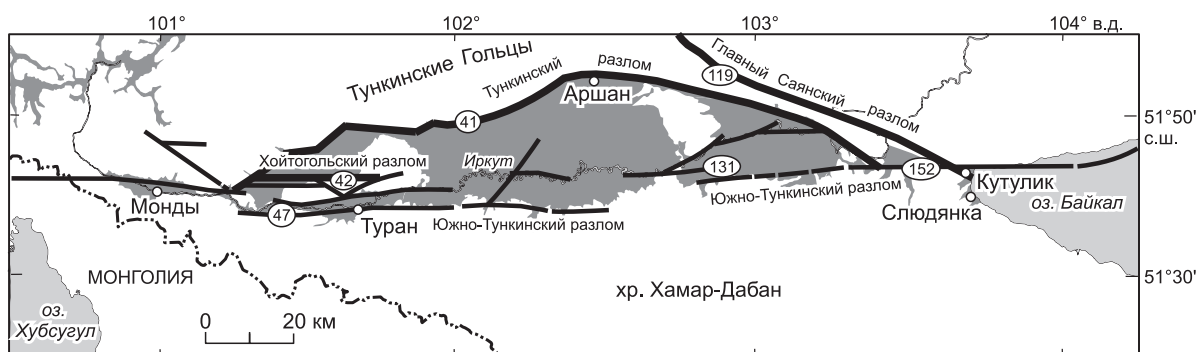 101°
102°
103°
104° в.д.
Тункинские Гольцы
Тункинский разлом
Главный Саянский разлом
119
Аршан
41
51°50'
с.ш.
Хойтогольский разлом
Иркут
42
131
152
Кутулик
Южно-Тункинский разлом
Монды
47
Туран
Южно-Тункинский разлом
Слюдянка
оз. Байкал
МОНГОЛИЯ
51°30'
хр. Хамар-Дабан
оз.
Хубсугул
0 20 км